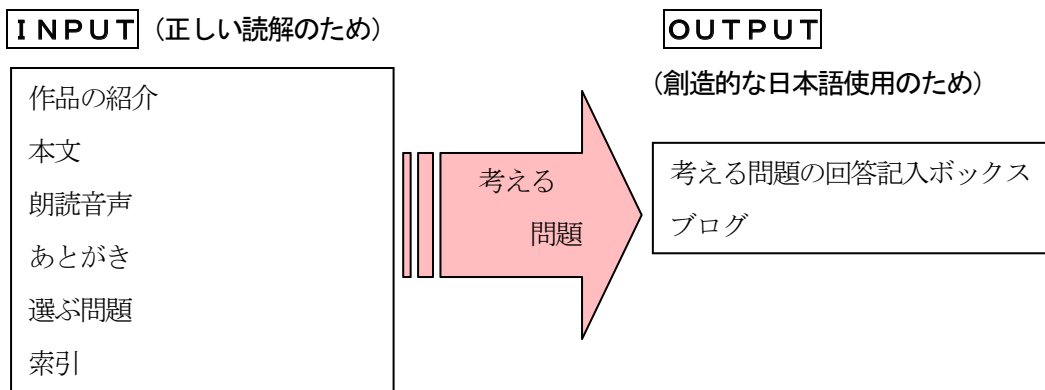 INPUT（正しい読解のため）
作品の紹介
本文
朗読音声
あとがき
選ぶ問題
索引
考える
問題
OUTPUT
（創造的な日本語使用のため）
考える問題の回答記入ボックス
ブログ